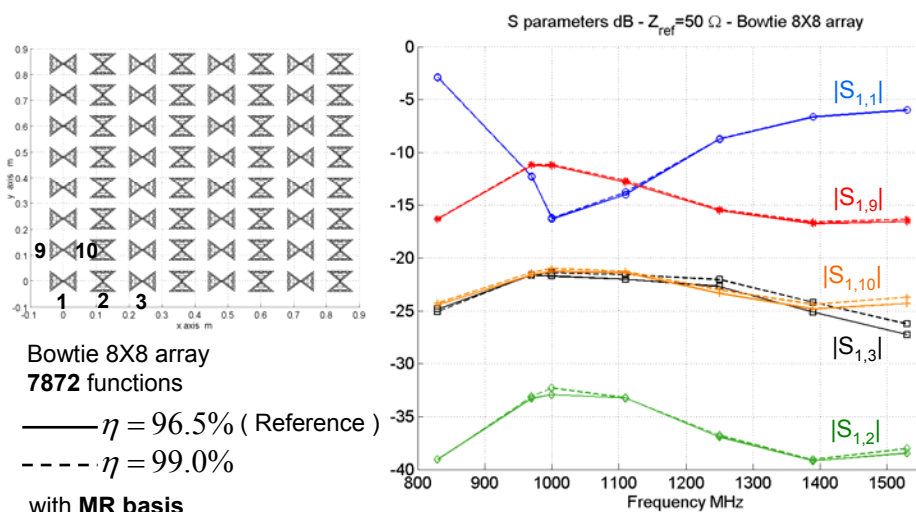 S parameters dB - Z_ref=50 Ω - Bowtie 8X8 array
0.9
0.8
0.7
0.6
0.5
0.4
0.3
0.2
0.1
0
-0.1
y axis m
0.1 0 0.1 0.2 0.3 0.4 0.5 0.6 0.7 0.8 0.9
x axis m
9 10
1 2 3
Bowtie 8X8 array
7872 functions
η = 96.5% ( Reference )
η = 99.0%
with MR basis
0
-5
-10
-15
-20
-25
-30
-35
-40
|S1,1|
|S1,9|
|S1,10|
|S1,3|
|S1,2|
800 900 1000 1100 1200 1300 1400 1500
Frequency MHz